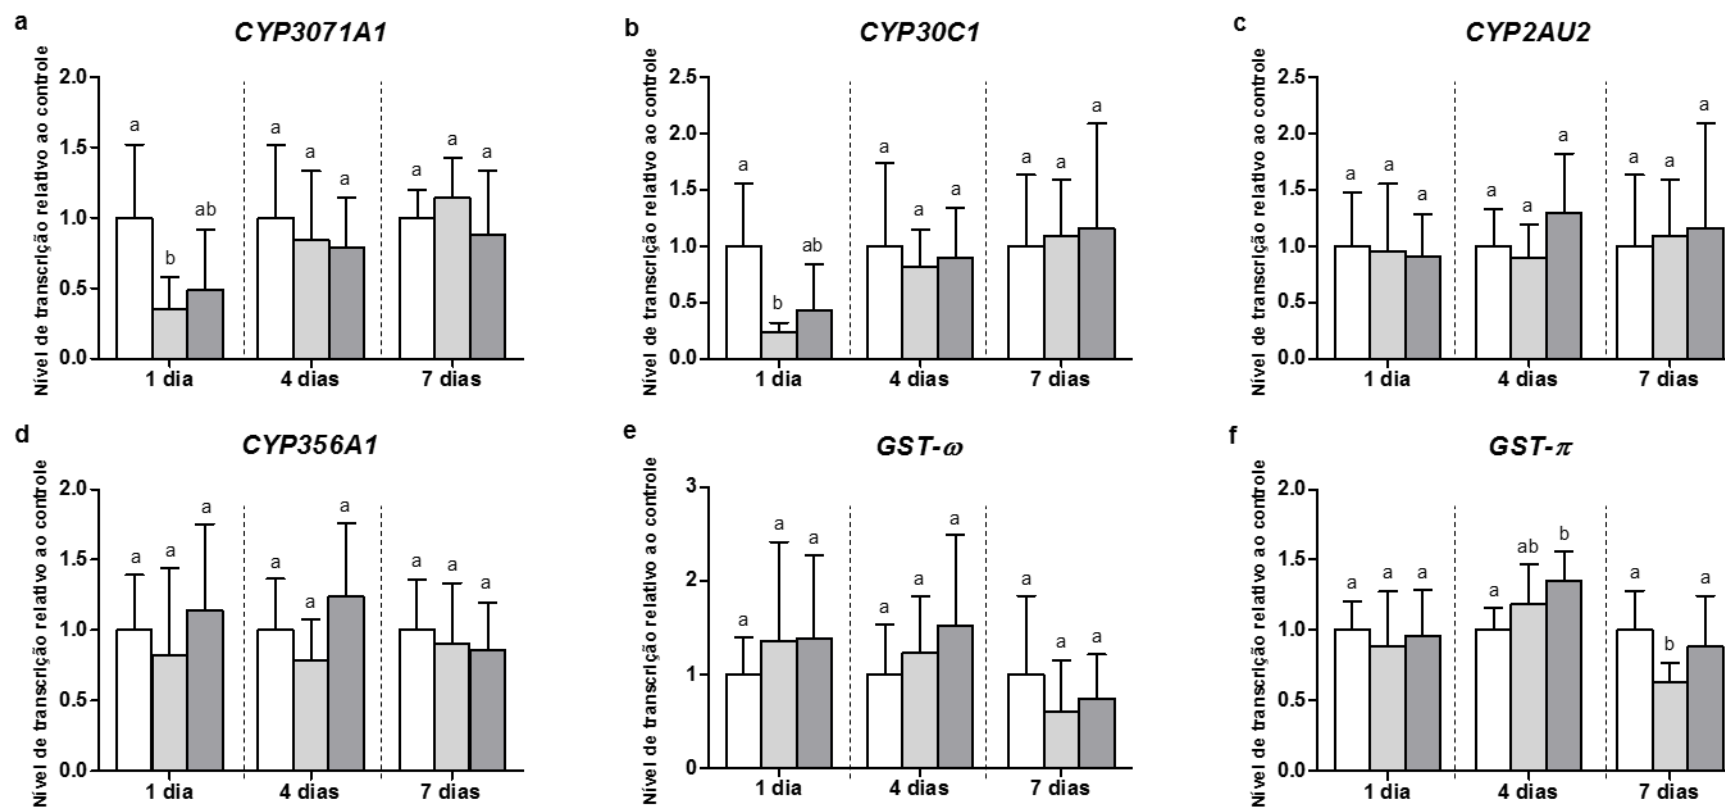 a
CYP3071A1
Nível de transcrição relativo ao controle
2.0
1.5
1.0
0.5
0.0
a
b
ab
a
a
a
a
a
a
1 dia
4 dias
7 dias
b
CYP30C1
Nível de transcrição relativo ao controle
2.5
2.0
1.5
1.0
0.5
0.0
a
b
ab
a
a
a
a
a
a
1 dia
4 dias
7 dias
c
CYP2AU2
Nível de transcrição relativo ao controle
2.5
2.0
1.5
1.0
0.5
0.0
a
a
a
a
a
a
a
a
a
1 dia
4 dias
7 dias
d
CYP356A1
Nível de transcrição relativo ao controle
2.0
1.5
1.0
0.5
0.0
a
a
a
a
a
a
a
a
a
1 dia
4 dias
7 dias
e
GST-ω
Nível de transcrição relativo ao controle
3
2
1
0
a
a
a
a
a
a
a
a
a
1 dia
4 dias
7 dias
f
GST-π
Nível de transcrição relativo ao controle
2.0
1.5
1.0
0.5
0.0
a
a
a
a
ab
b
a
b
a
1 dia
4 dias
7 dias